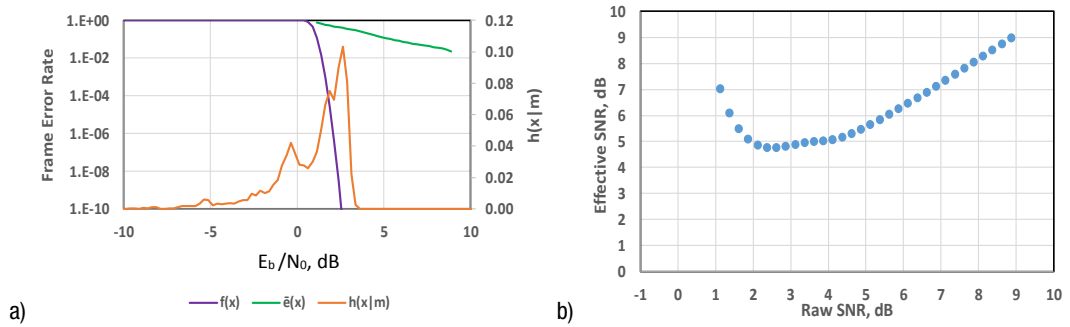 1.E+00
1.E-02
1.E-04
1.E-06
1.E-08
1.E-10
Frame Error Rate
0.12
0.10
0.08
0.06
0.04
0.02
0.00
h(x|m)
-10
-5
0
5
10
E_b/N_0, dB
f(x)
ē(x)
h(x|m)
a)
10
9
8
7
6
5
4
3
2
1
0
Effective SNR, dB
-1
0
1
2
3
4
5
6
7
8
9
10
Raw SNR, dB
b)